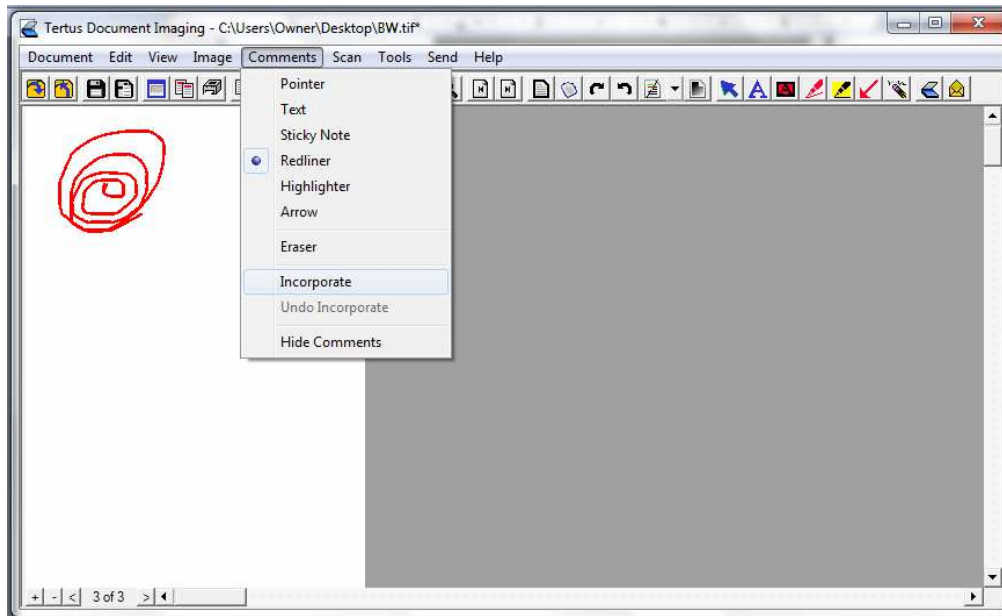 Tertus Document Imaging - C:\Users\Owner\Desktop\BW.tif*
Document Edit View Image Comments Scan Tools Send Help
Pointer
Text
Sticky Note
Redliner
Highlighter
Arrow
Eraser
Incorporate
Undo Incorporate
Hide Comments
+ - < 3 of 3 >